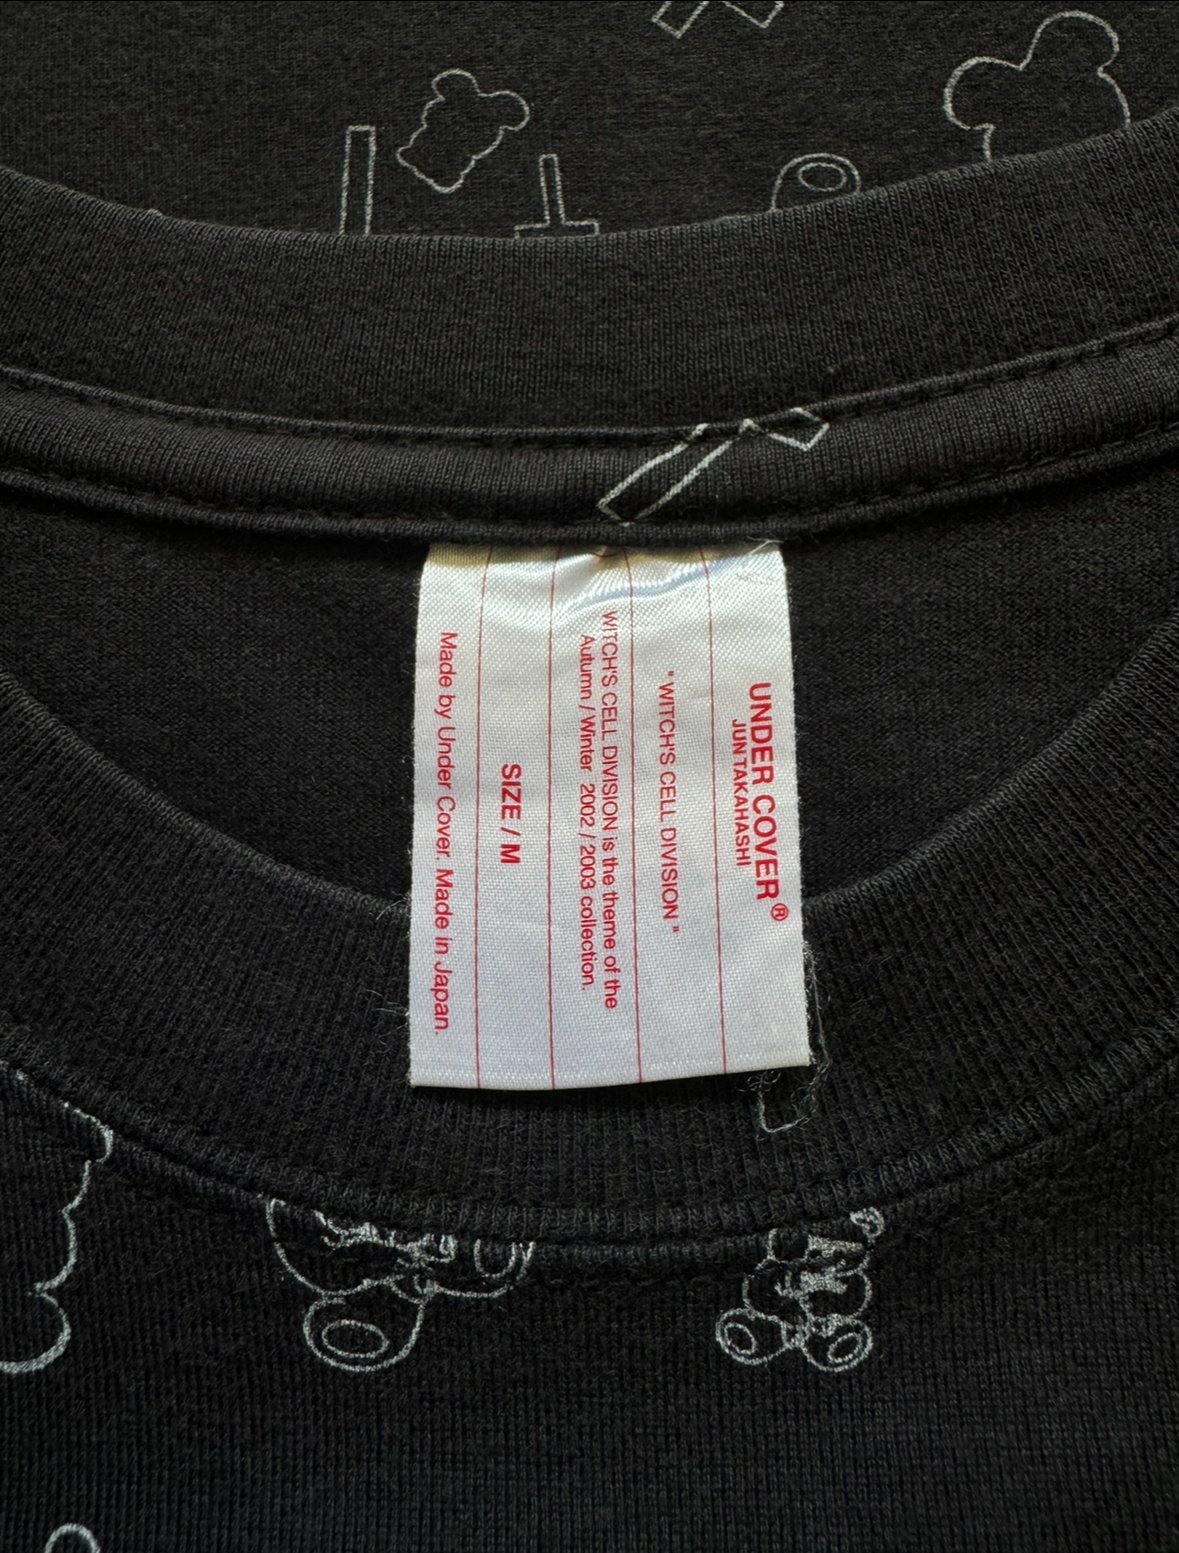 UNDER COVER®
JUN TAKAHASHI
" WITCH'S CELL DIVISION "
WITCH'S CELL DIVISION is the theme of the
Autumn / Winter 2002 / 2003 collection.
SIZE / M
Made by Under Cover. Made in Japan.